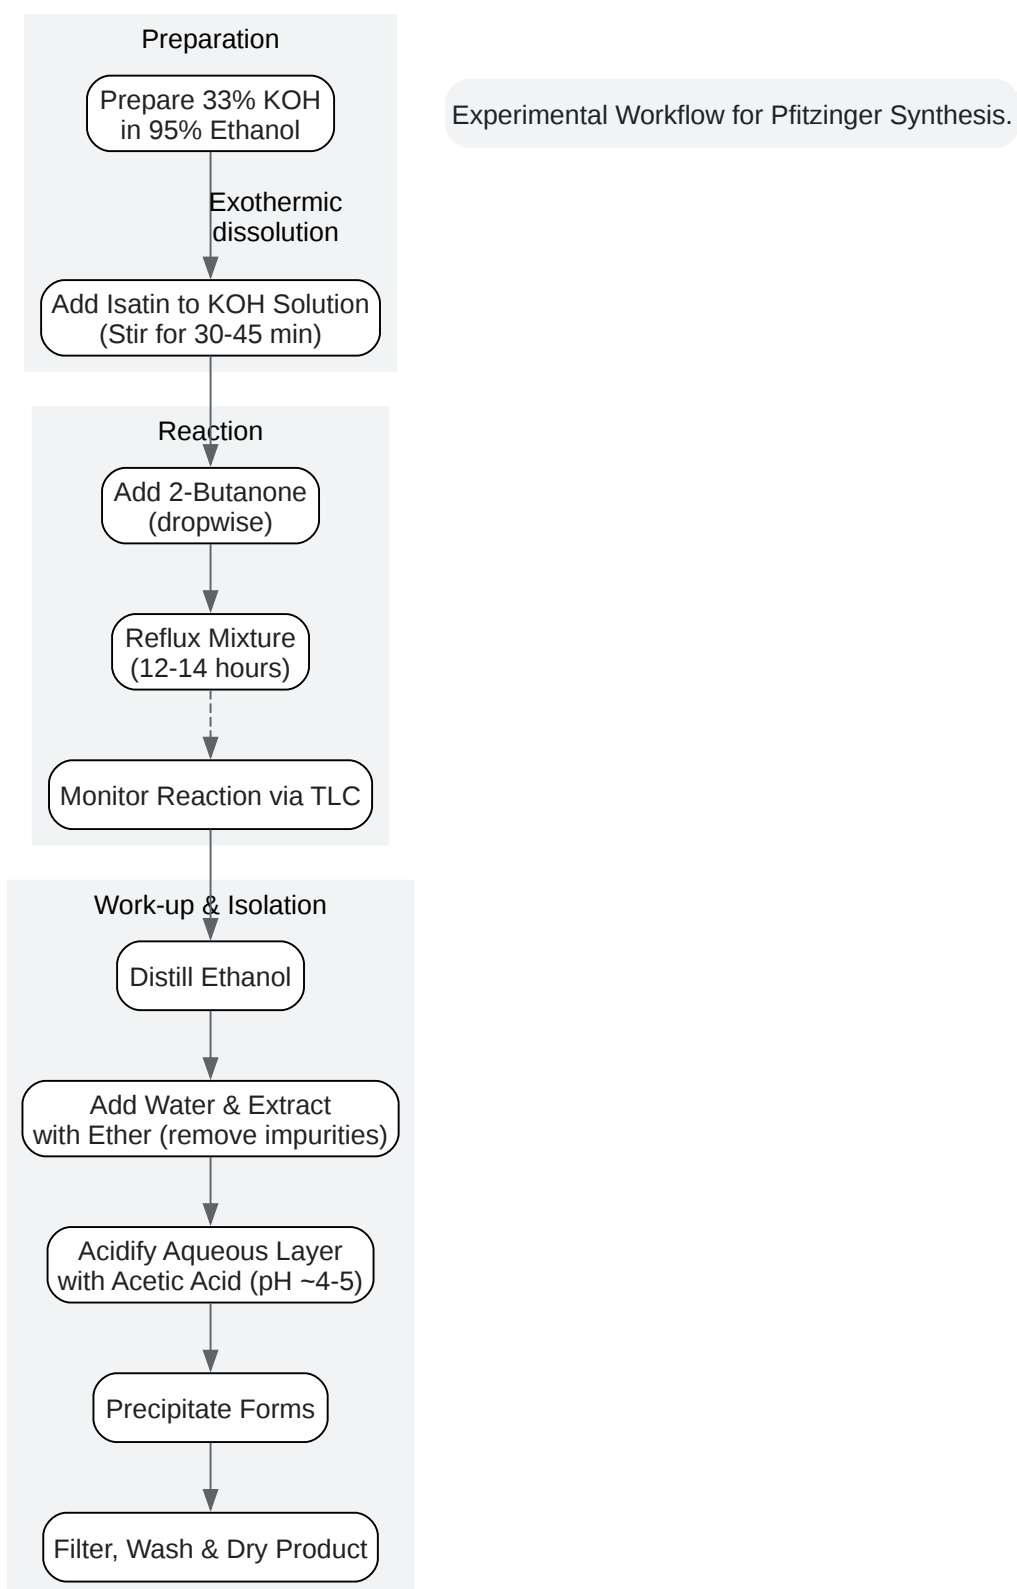 Preparation
Prepare 33% KOH
in 95% Ethanol
Experimental Workflow for Pfitzinger Synthesis.
Exothermic
dissolution
Add Isatin to KOH Solution
(Stir for 30-45 min)
Reaction
Add 2-Butanone
(dropwise)
Reflux Mixture
(12-14 hours)
Monitor Reaction via TLC
Work-up & Isolation
Distill Ethanol
Add Water & Extract
with Ether (remove impurities)
Acidify Aqueous Layer
with Acetic Acid (pH ~4-5)
Precipitate Forms
Filter, Wash & Dry Product